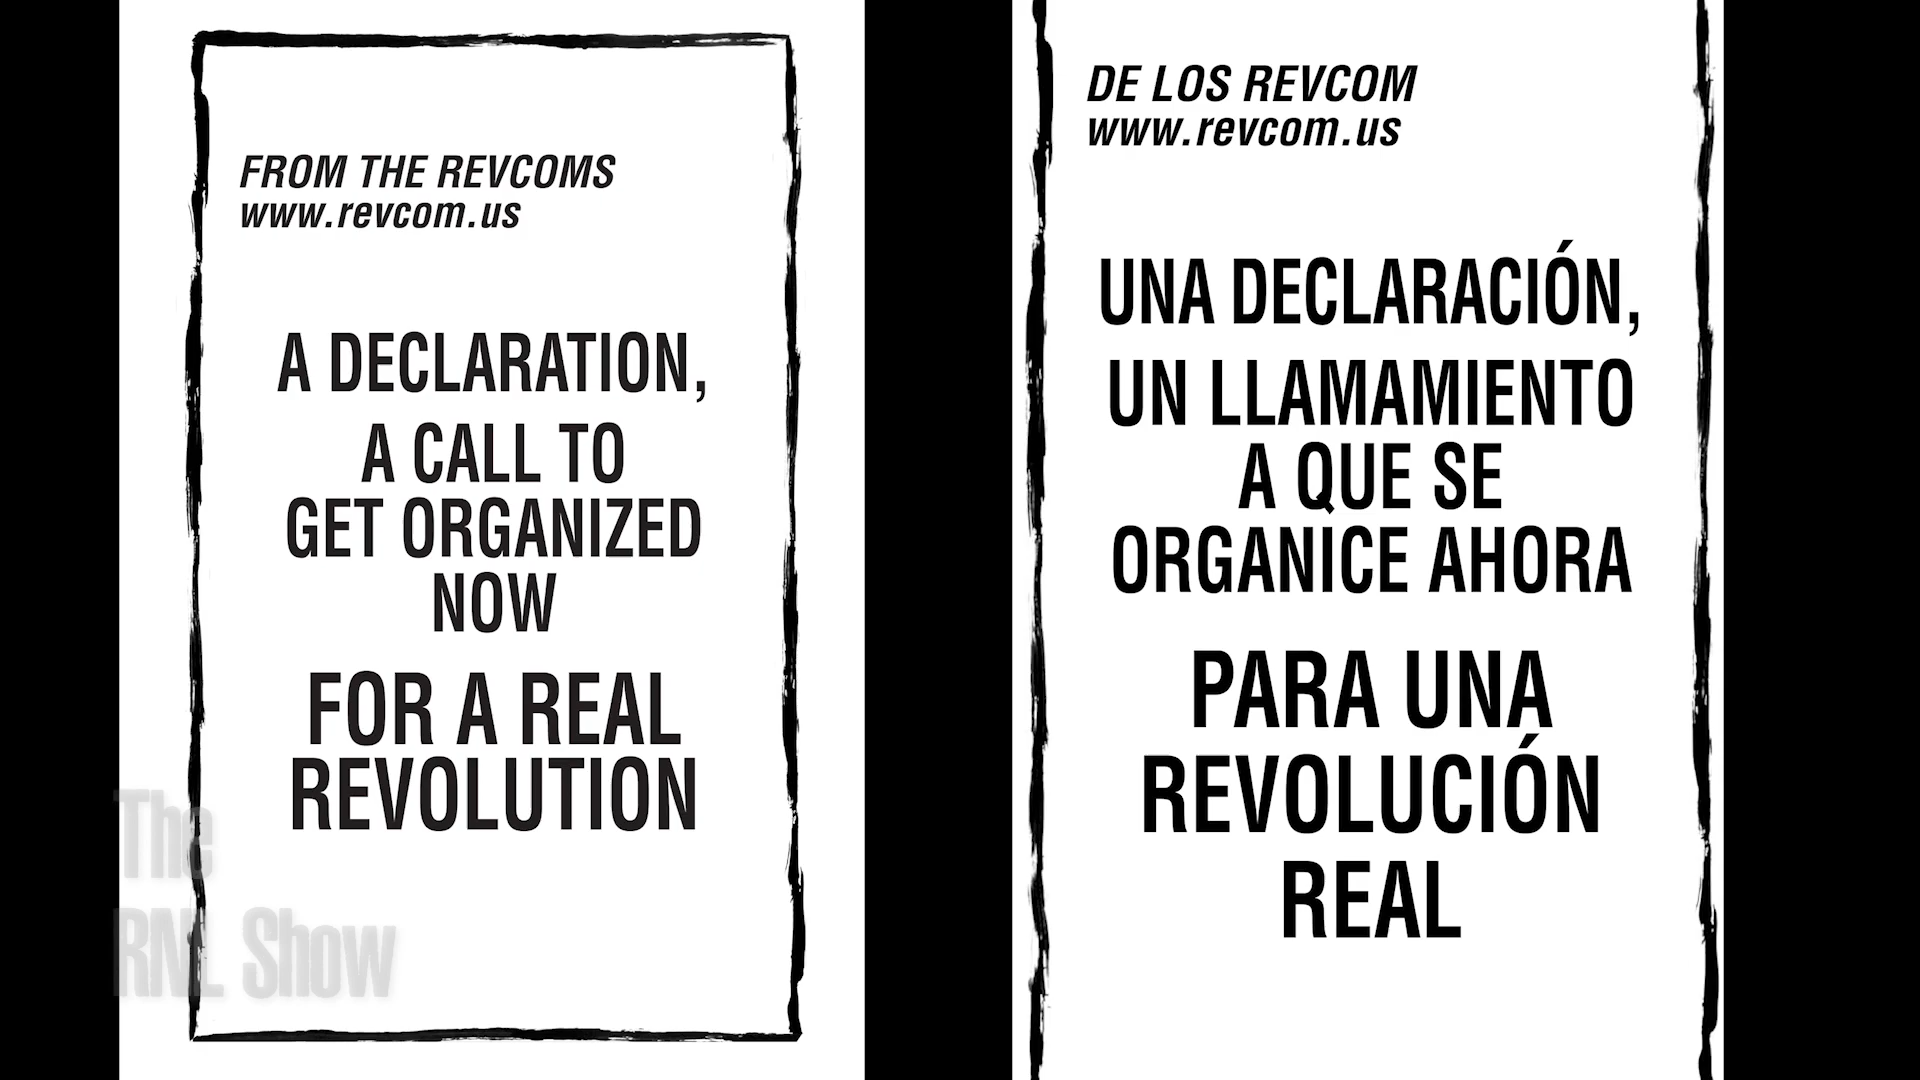 FROM THE REVCOMS
www.revcom.us
A DECLARATION,
A CALL TO
GET ORGANIZED
NOW
FOR A REAL
REVOLUTION
The
RNL Show
DE LOS REVCOM
www.revcom.us
UNA DECLARACIÓN,
UN LLAMAMIENTO
A QUE SE
ORGANICE AHORA
PARA UNA
REVOLUCIÓN
REAL